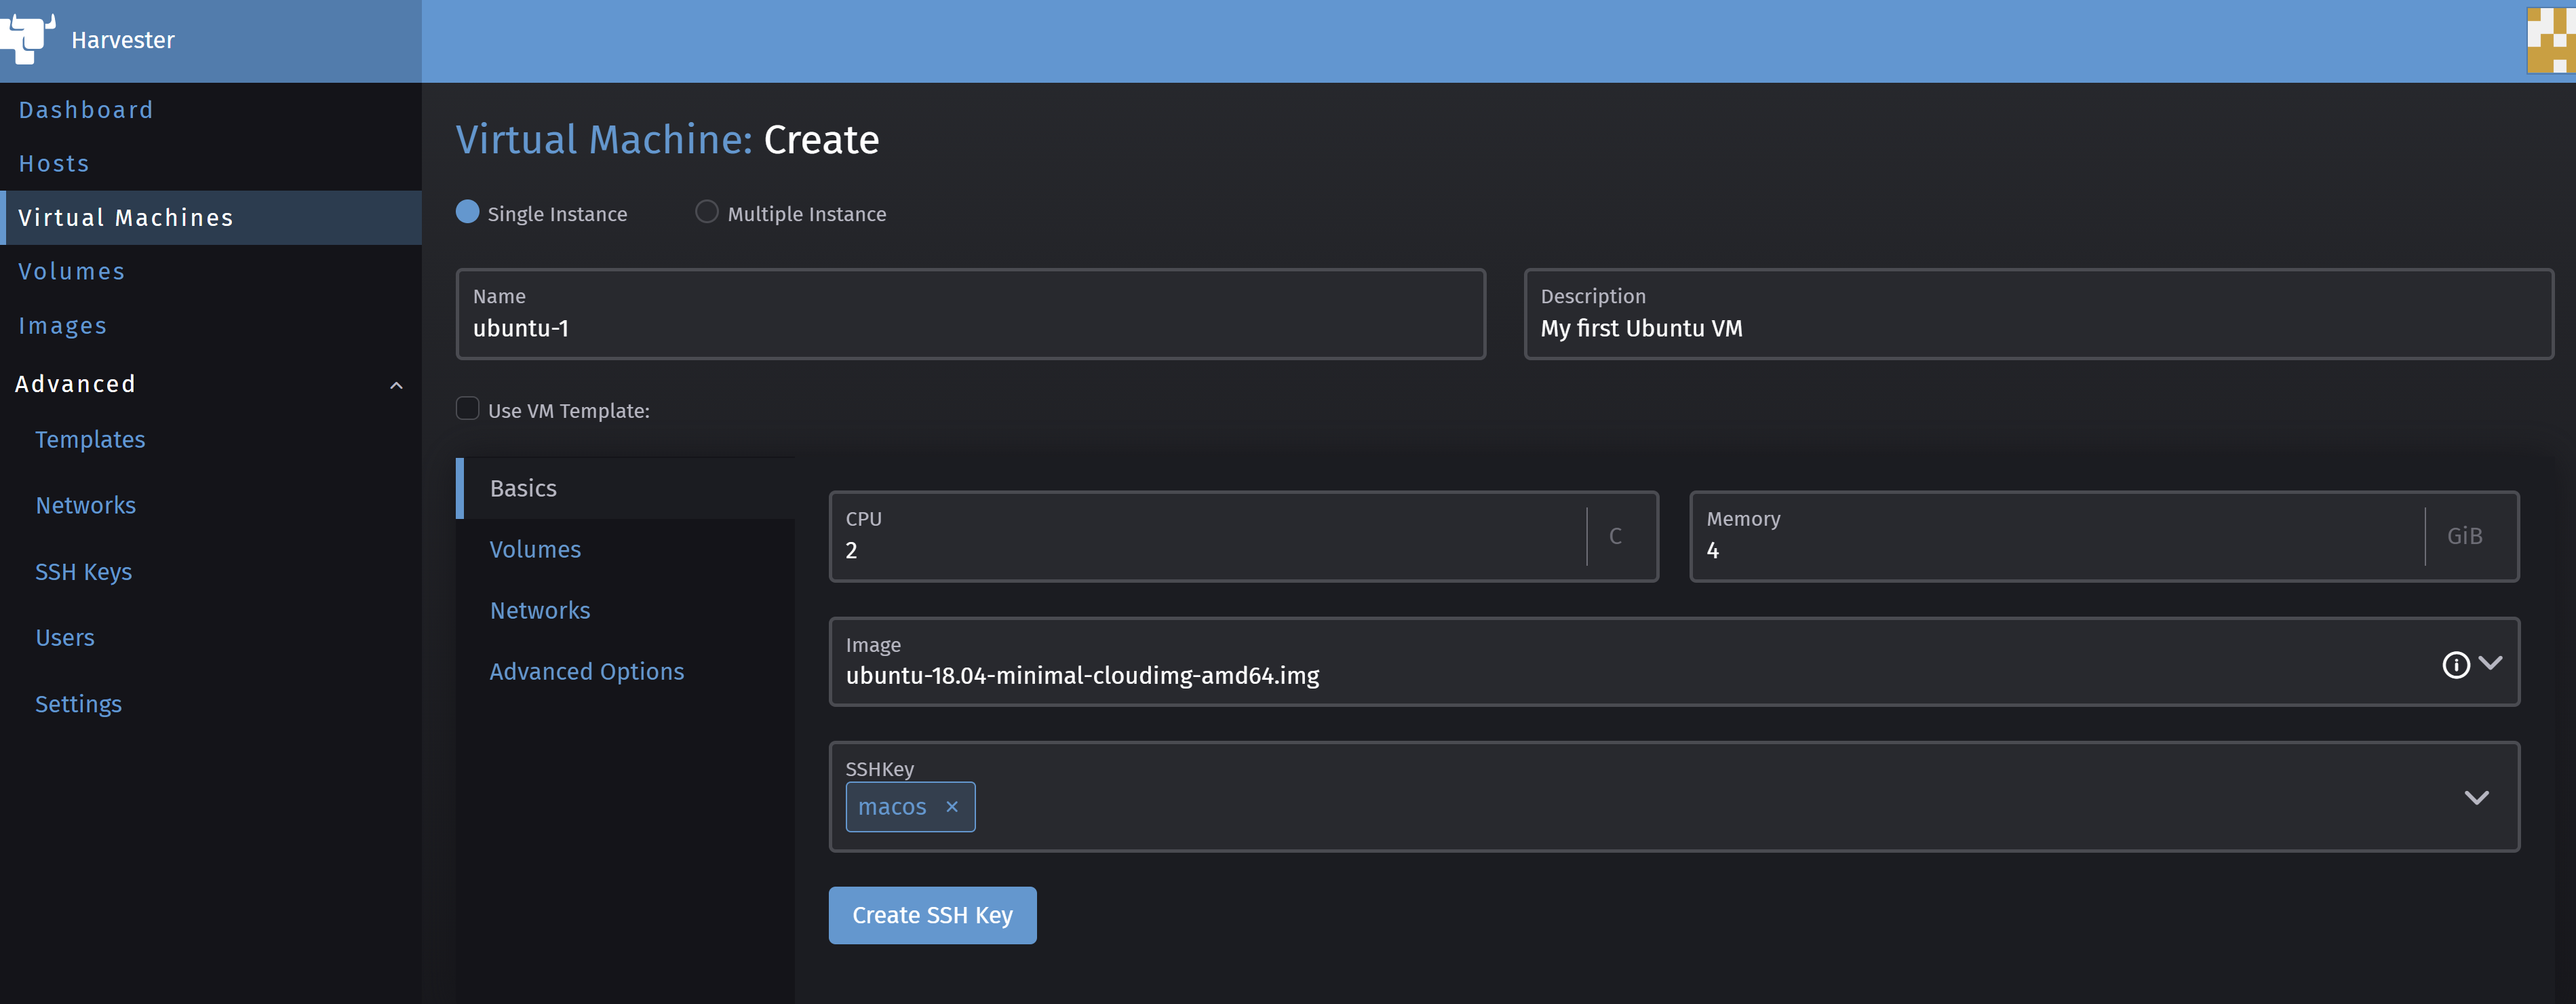 Harvester
Dashboard
Hosts
Virtual Machines
Volumes
Images
Advanced
Templates
Networks
SSH Keys
Users
Settings
Virtual Machine: Create
Single Instance
Multiple Instance
Name
ubuntu-1
Description
My first Ubuntu VM
Use VM Template:
Basics
Volumes
Networks
Advanced Options
CPU
2
C
Memory
4
GiB
Image
ubuntu-18.04-minimal-cloudimg-amd64.img
SSHKey
macos ×
Create SSH Key